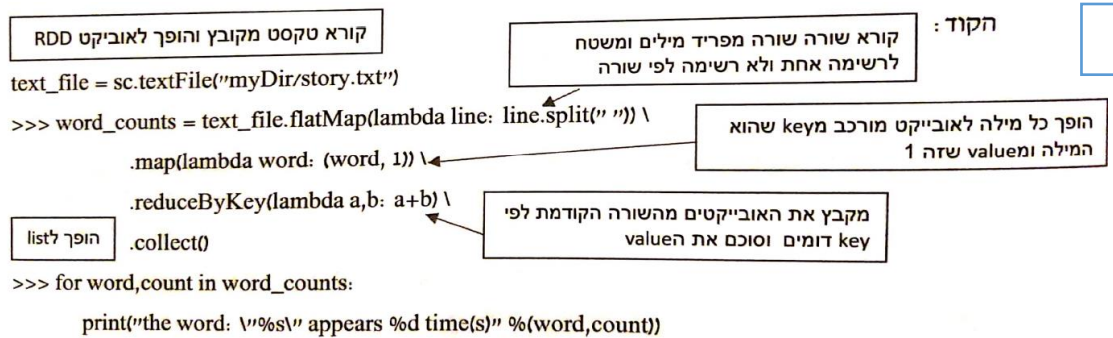 הקוד:
קורא טקסט מקובץ והופך לאוביקט RDD
קורא שורה שורה מפריד מילים ומשטח
לרשימה אחת ולא רשימה לפי שורה
text_file = sc.textFile("myDir/story.txt")
>>> word_counts = text_file.flatMap(lambda line: line.split(" ")) \
הופך כל מילה לאובייקט מורכב מkey שהוא
המילה ומvalue שזה 1
.map(lambda word: (word, 1)) \
.reduceByKey(lambda a,b: a+b) \
מקבץ את האובייקטים מהשורה הקודמת לפי
key דומים וסוכם את הvalue
הופך לlist
.collect()
>>> for word,count in word_counts:
print("the word: \"%s\" appears %d time(s)" %(word,count))